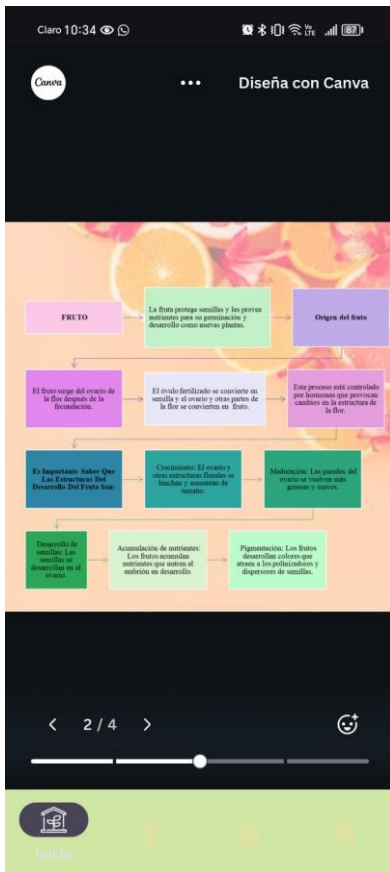 Claro 10:34
Vo
LTE
87
Canva
Diseña con Canva
FRUTO
La fruta protege semillas y les provee
nutrientes para su germinación y
desarrollo como nuevas plantas.
Origen del fruto
El fruto surge del ovario de
la flor después de la
fecundación.
El óvulo fertilizado se convierte en
semilla y el ovario y otras partes de
la flor se convierten en fruto.
Este proceso está controlado
por hormonas que provocan
cambios en la estructura de
la flor.
Es Importante Saber Que
Las Estructuras Del
Desarrollo Del Fruto Son:
Crecimiento: El ovario y
otras estructuras florales se
hinchan y aumentan de
tamaño.
Maduración: Las paredes del
ovario se vuelven más
gruesas y suaves.
Desarrollo de
semillas: Las
semillas se
desarrollan en el
ovario.
Acumulación de nutrientes:
Los frutos acumulan
nutrientes que nutren al
embrión en desarrollo.
Pigmentación: Los frutos
desarrollan colores que
atraen a los polinizadores y
dispersores de semillas.
2 / 4
Inicio